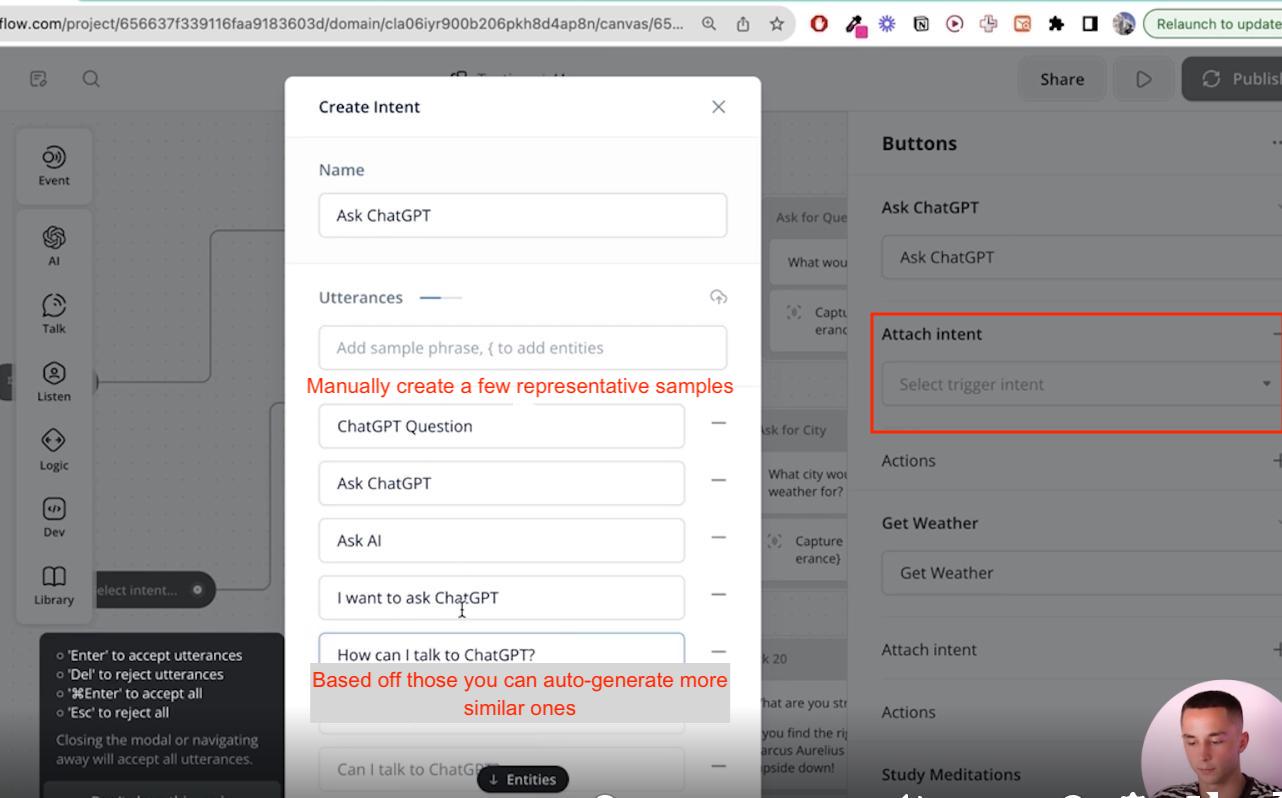 flow.com/project/656637f339116faa9183603d/domain/cla06iyr900b206pkh8d4ap8n/canvas/65...
Relaunch to update
Share
Publis
Create Intent
Name
Ask ChatGPT
Utterances
Add sample phrase, { to add entities
Manually create a few representative samples
ChatGPT Question
Ask ChatGPT
Ask AI
I want to ask ChatGPT
How can I talk to ChatGPT?
Based off those you can auto-generate more
similar ones
Can I talk to ChatGPT
Entities
Event
AI
Talk
Listen
Logic
Dev
Library
elect intent...
'Enter' to accept utterances
'Del' to reject utterances
'⌘Enter' to accept all
'Esc' to reject all
Closing the modal or navigating
away will accept all utterances.
Ask for Que
What wou
Captu
eranc
Ask for City
What city wou
weather for?
Capture
erance}
k 20
hat are you str
you find the rig
arcus Aurelius
pside down!
Buttons
Ask ChatGPT
Ask ChatGPT
Attach intent
Select trigger intent
Actions
Get Weather
Get Weather
Attach intent
Actions
Study Meditations